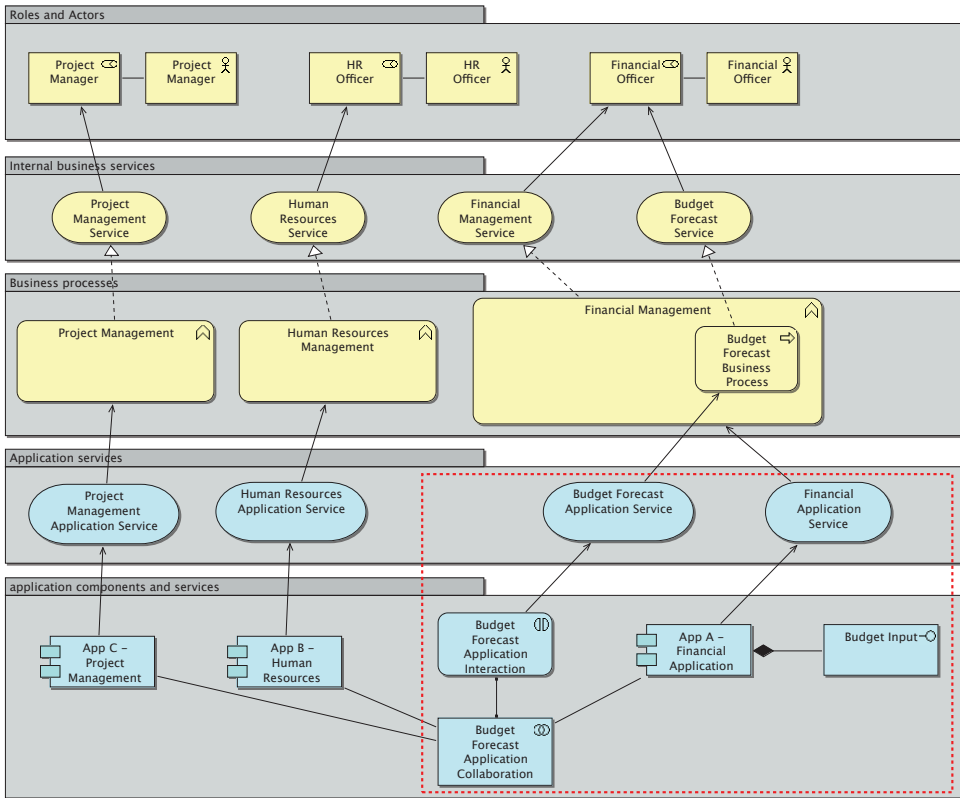 Roles and Actors
Project
Manager
Project
Manager
HR
Officer
HR
Officer
Financial
Officer
Financial
Officer
Internal business services
Project
Management
Service
Human
Resources
Service
Financial
Management
Service
Budget
Forecast
Service
Business processes
Project Management
Human Resources
Management
Financial Management
Budget
Forecast
Business
Process
Application services
Project
Management
Application Service
Human Resources
Application Service
Budget Forecast
Application Service
Financial
Application
Service
application components and services
App C –
Project
Management
App B –
Human
Resources
Budget
Forecast
Application
Interaction
App A –
Financial
Application
Budget Input
Budget
Forecast
Application
Collaboration